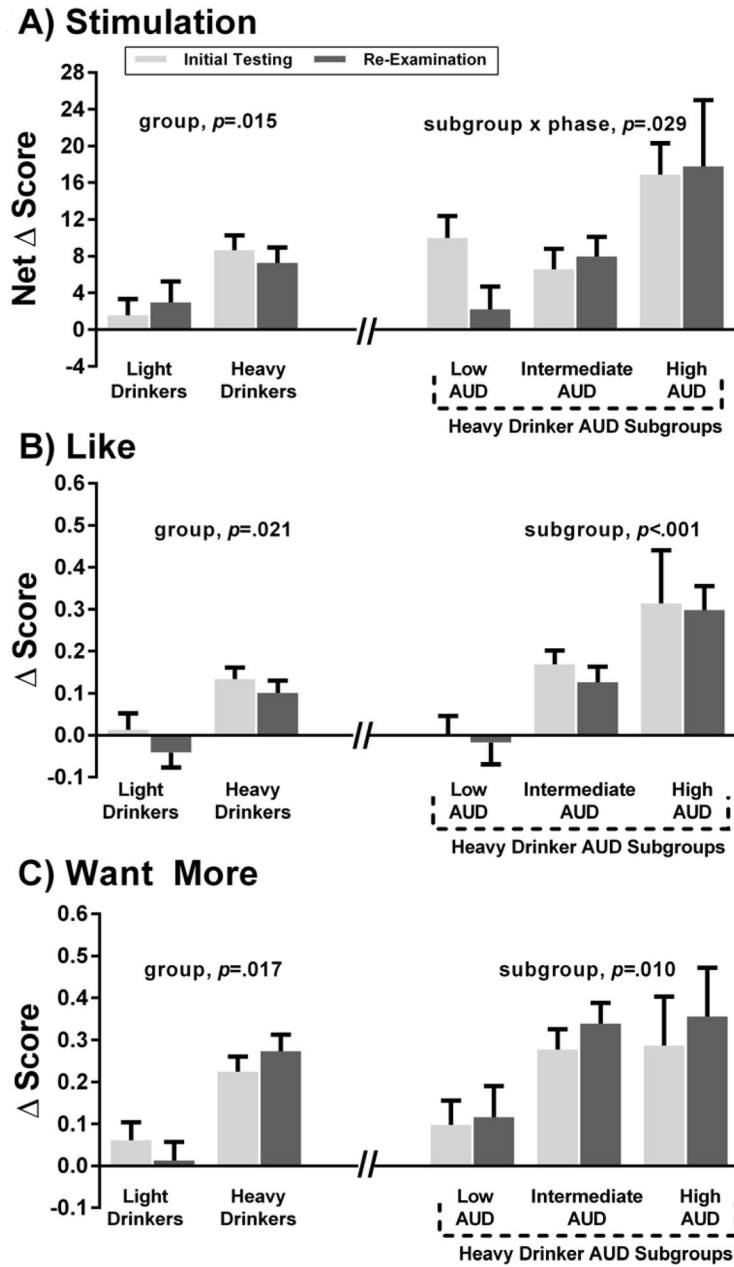 A) Stimulation
Initial Testing Re-Examination
28
24
20
16
12
8
4
0
-4
Net Δ Score
group, p=.015
subgroup x phase, p=.029
Light Drinkers
Heavy Drinkers
Low AUD
Intermediate AUD
High AUD
Heavy Drinker AUD Subgroups
B) Like
0.6
0.5
0.4
0.3
0.2
0.1
0.0
-0.1
Δ Score
group, p=.021
subgroup, p<.001
Light Drinkers
Heavy Drinkers
Low AUD
Intermediate AUD
High AUD
Heavy Drinker AUD Subgroups
C) Want More
0.6
0.5
0.4
0.3
0.2
0.1
0.0
-0.1
Δ Score
group, p=.017
subgroup, p=.010
Light Drinkers
Heavy Drinkers
Low AUD
Intermediate AUD
High AUD
Heavy Drinker AUD Subgroups